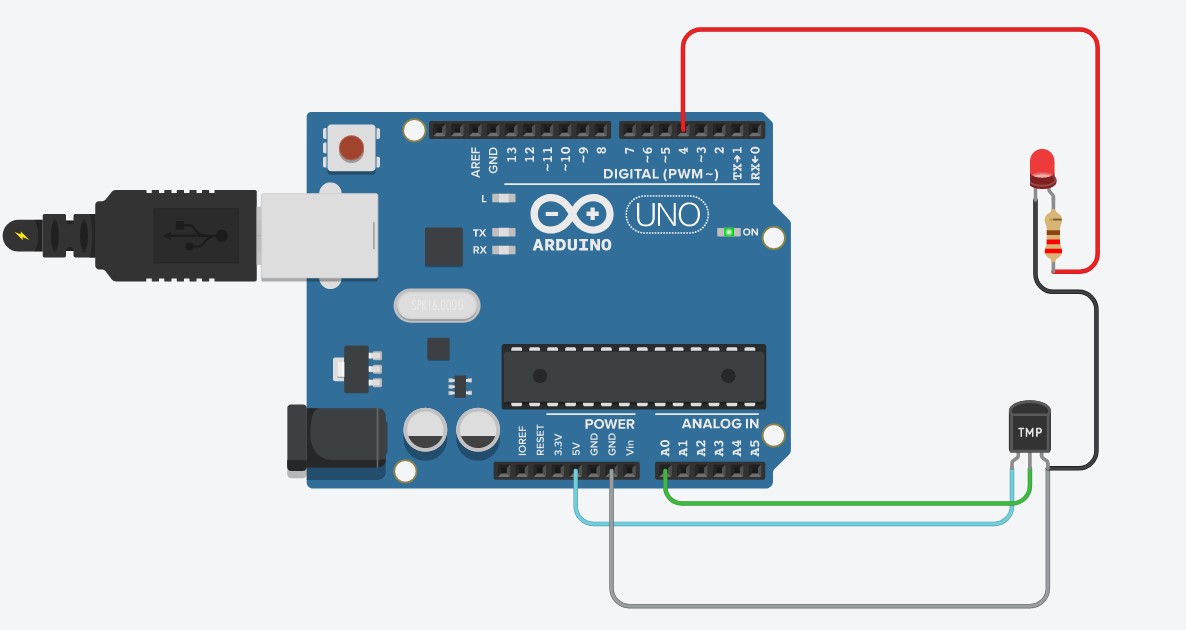 AREF
GND
13
12
~11
~10
~9
8
7
~6
~5
4
~3
2
TX→1
RX←0
DIGITAL (PWM~)
L
TX
RX
ARDUINO
UNO
ON
SPK16.000G
POWER
ANALOG IN
IOREF
RESET
3.3V
5V
GND
GND
Vin
A0
A1
A2
A3
A4
A5
TMP